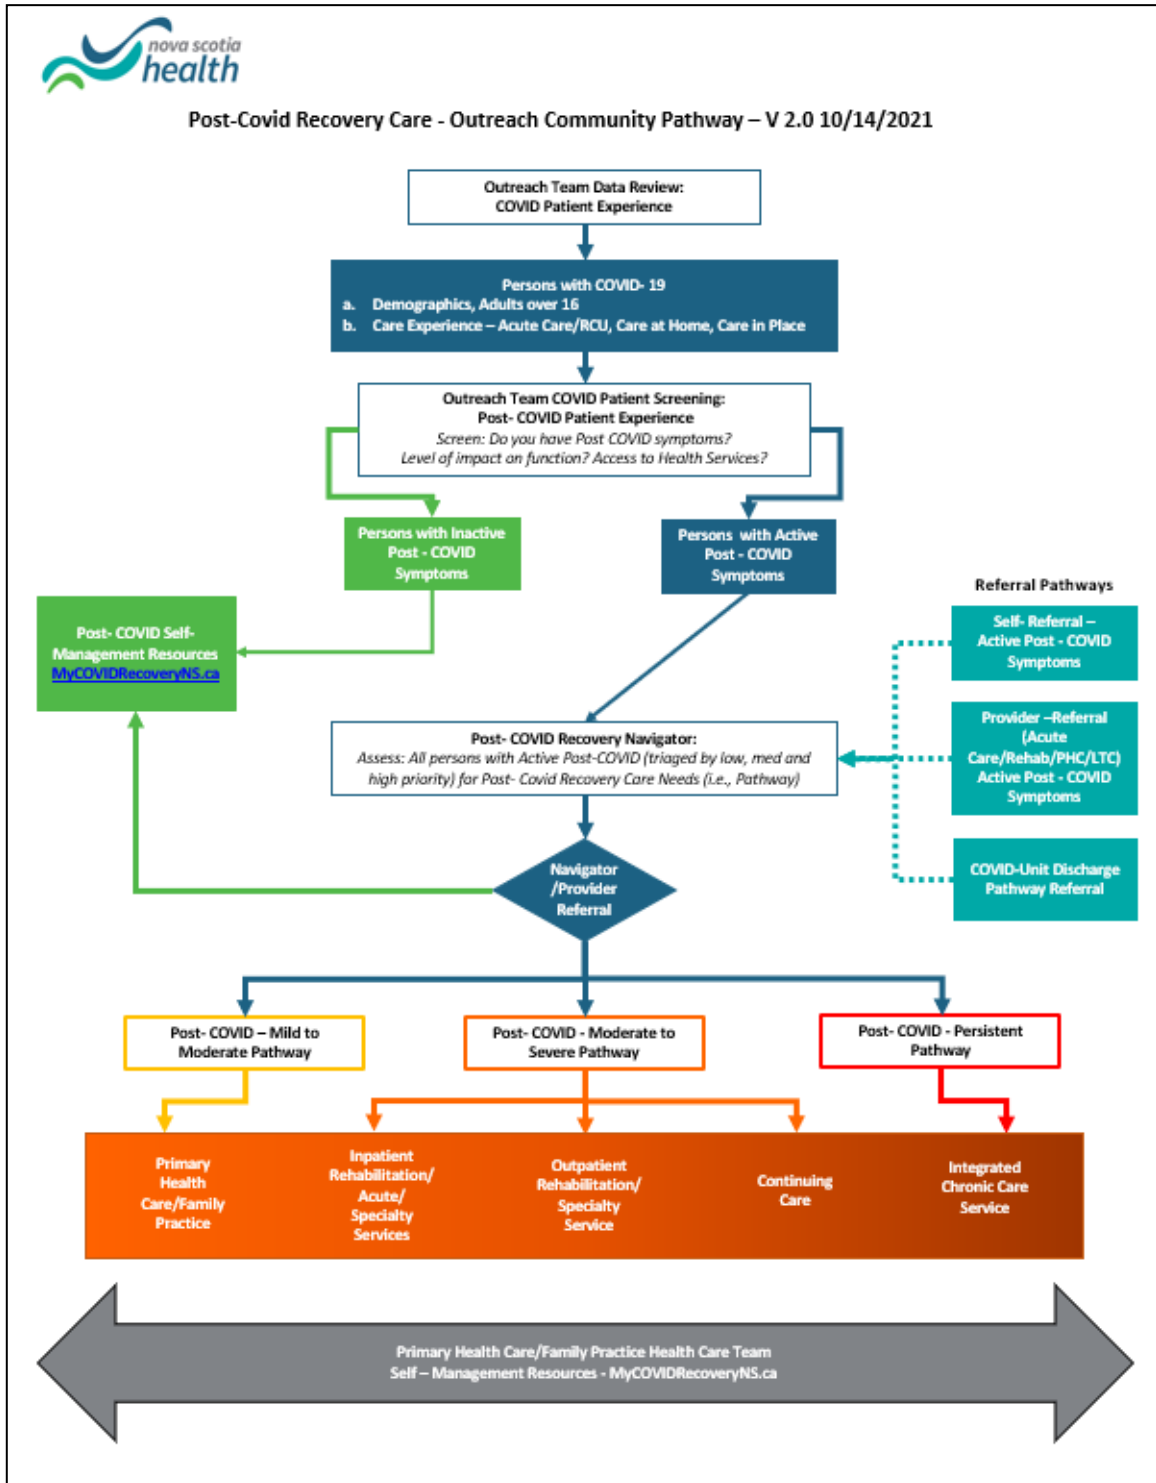 nova scotia
health
Post-Covid Recovery Care - Outreach Community Pathway – V 2.0 10/14/2021
Outreach Team Data Review:
COVID Patient Experience
Persons with COVID- 19
a. Demographics, Adults over 16
b. Care Experience – Acute Care/RCU, Care at Home, Care in Place
Outreach Team COVID Patient Screening:
Post- COVID Patient Experience
Screen: Do you have Post COVID symptoms?
Level of impact on function? Access to Health Services?
Persons with Inactive
Post - COVID
Symptoms
Persons with Active
Post - COVID
Symptoms
Post- COVID Self-
Management Resources
MyCOVIDRecoveryNS.ca
Referral Pathways
Self- Referral –
Active Post - COVID
Symptoms
Provider –Referral
(Acute
Care/Rehab/PHC/LTC)
Active Post - COVID
Symptoms
COVID-Unit Discharge
Pathway Referral
Post- COVID Recovery Navigator:
Assess: All persons with Active Post-COVID (triaged by low, med and
high priority) for Post- Covid Recovery Care Needs (i.e., Pathway)
Navigator
/Provider
Referral
Post- COVID – Mild to
Moderate Pathway
Post- COVID - Moderate to
Severe Pathway
Post- COVID - Persistent
Pathway
Primary
Health
Care/Family
Practice
Inpatient
Rehabilitation/
Acute/
Specialty
Services
Outpatient
Rehabilitation/
Specialty
Service
Continuing
Care
Integrated
Chronic Care
Service
Primary Health Care/Family Practice Health Care Team
Self – Management Resources - MyCOVIDRecoveryNS.ca